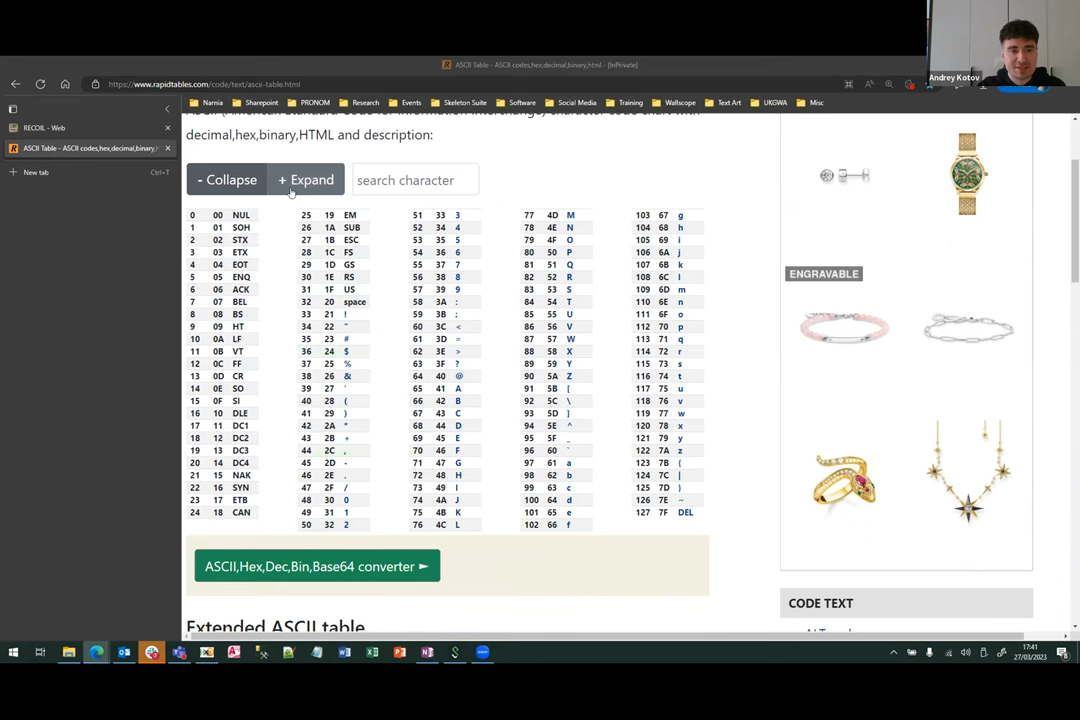 Andrey Kotov
ASCII Table - ASCII codes,hex,decimal,binary,html - [InPrivate]
https://www.rapidtables.com/code/text/ascii-table.html
Narnia Sharepoint PRONOM Research Events Skeleton Suite Software Social Media Training Wallscope Text Art UKGWA Misc
RECOIL - Web
ASCII Table - ASCII codes,hex,decimal,binary,h
New tab Ctrl+T
decimal,hex,binary,HTML and description:
- Collapse + Expand search character
0 00 NUL 25 19 EM 51 33 3 77 4D M 103 67 g
1 01 SOH 26 1A SUB 52 34 4 78 4E N 104 68 h
2 02 STX 27 1B ESC 53 35 5 79 4F O 105 69 i
3 03 ETX 28 1C FS 54 36 6 80 50 P 106 6A j
4 04 EOT 29 1D GS 55 37 7 81 51 Q 107 6B k
5 05 ENQ 30 1E RS 56 38 8 82 52 R 108 6C l
6 06 ACK 31 1F US 57 39 9 83 53 S 109 6D m
7 07 BEL 32 20 space 58 3A : 84 54 T 110 6E n
8 08 BS 33 21 ! 59 3B ; 85 55 U 111 6F o
9 09 HT 34 22 " 60 3C < 86 56 V 112 70 p
10 0A LF 35 23 # 61 3D = 87 57 W 113 71 q
11 0B VT 36 24 $ 62 3E > 88 58 X 114 72 r
12 0C FF 37 25 % 63 3F ? 89 59 Y 115 73 s
13 0D CR 38 26 & 64 40 @ 90 5A Z 116 74 t
14 0E SO 39 27 ' 65 41 A 91 5B [ 117 75 u
15 0F SI 40 28 ( 66 42 B 92 5C \ 118 76 v
16 10 DLE 41 29 ) 67 43 C 93 5D ] 119 77 w
17 11 DC1 42 2A * 68 44 D 94 5E ^ 120 78 x
18 12 DC2 43 2B + 69 45 E 95 5F _ 121 79 y
19 13 DC3 44 2C , 70 46 F 96 60 ` 122 7A z
20 14 DC4 45 2D - 71 47 G 97 61 a 123 7B {
21 15 NAK 46 2E . 72 48 H 98 62 b 124 7C |
22 16 SYN 47 2F / 73 49 I 99 63 c 125 7D }
23 17 ETB 48 30 0 74 4A J 100 64 d 126 7E ~
24 18 CAN 49 31 1 75 4B K 101 65 e 127 7F DEL
50 32 2 76 4C L 102 66 f
ASCII,Hex,Dec,Bin,Base64 converter ►
Extended ASCII table
ENGRAVABLE
CODE TEXT
17:41
27/03/2023